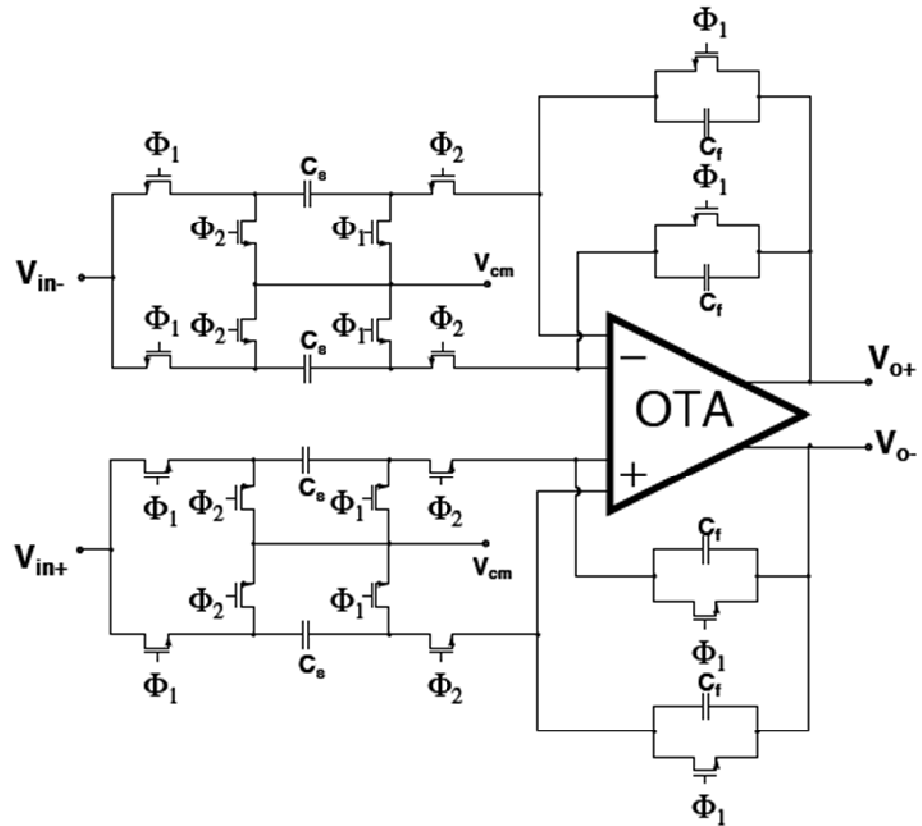 Φ1
Cf
Φ1 Cs Φ2
Φ1
Φ2 Φ1
Vin- Vcm
Cf
Φ1 Φ2 Φ1 Φ2
Cs
− Vo+
OTA
Vo-
+
Cs
Φ1 Φ2 Φ1 Φ2
Cf
Vin+ Vcm
Φ2 Φ1
Φ1
Cs Cf
Φ1 Φ2
Φ1